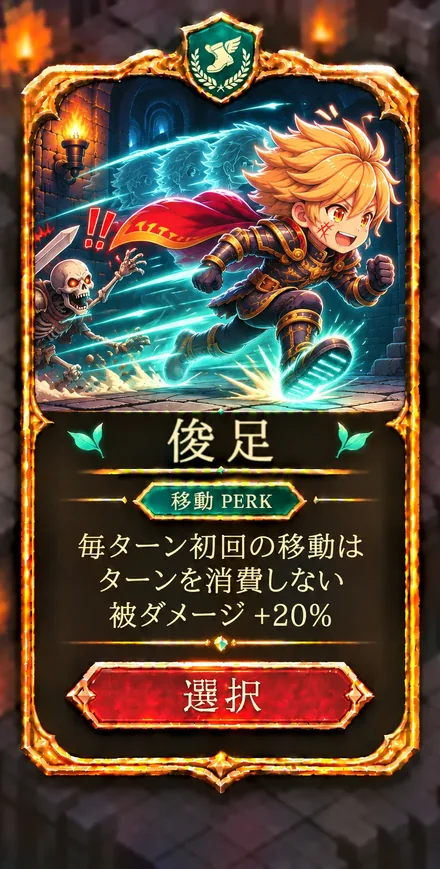 !!
俊足
移動 PERK
毎ターン初回の移動は
ターンを消費しない
被ダメージ +20%
選択